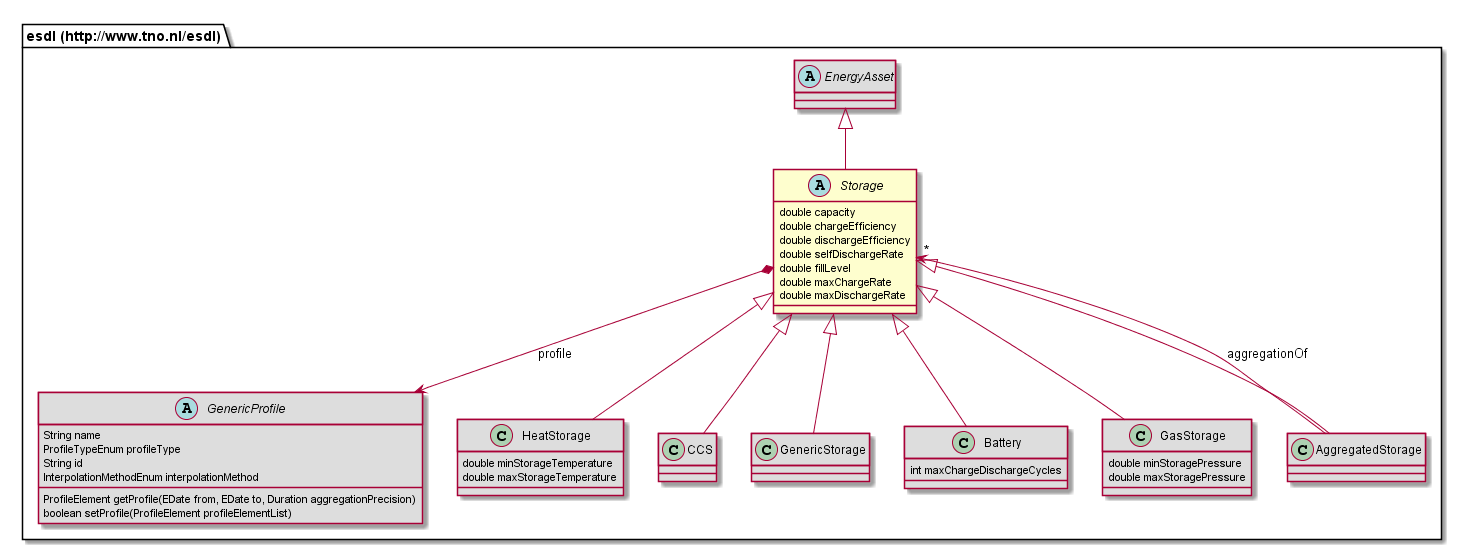 esdl (http://www.tno.nl/esdl)
A EnergyAsset
A Storage
double capacity
double chargeEfficiency
double dischargeEfficiency
double selfDischargeRate
double fillLevel
double maxChargeRate
double maxDischargeRate
*
profile
aggregationOf
A GenericProfile
String name
ProfileTypeEnum profileType
String id
InterpolationMethodEnum interpolationMethod
ProfileElement getProfile(EDate from, EDate to, Duration aggregationPrecision)
boolean setProfile(ProfileElement profileElementList)
C HeatStorage
double minStorageTemperature
double maxStorageTemperature
C CCS
C GenericStorage
C Battery
int maxChargeDischargeCycles
C GasStorage
double minStoragePressure
double maxStoragePressure
C AggregatedStorage